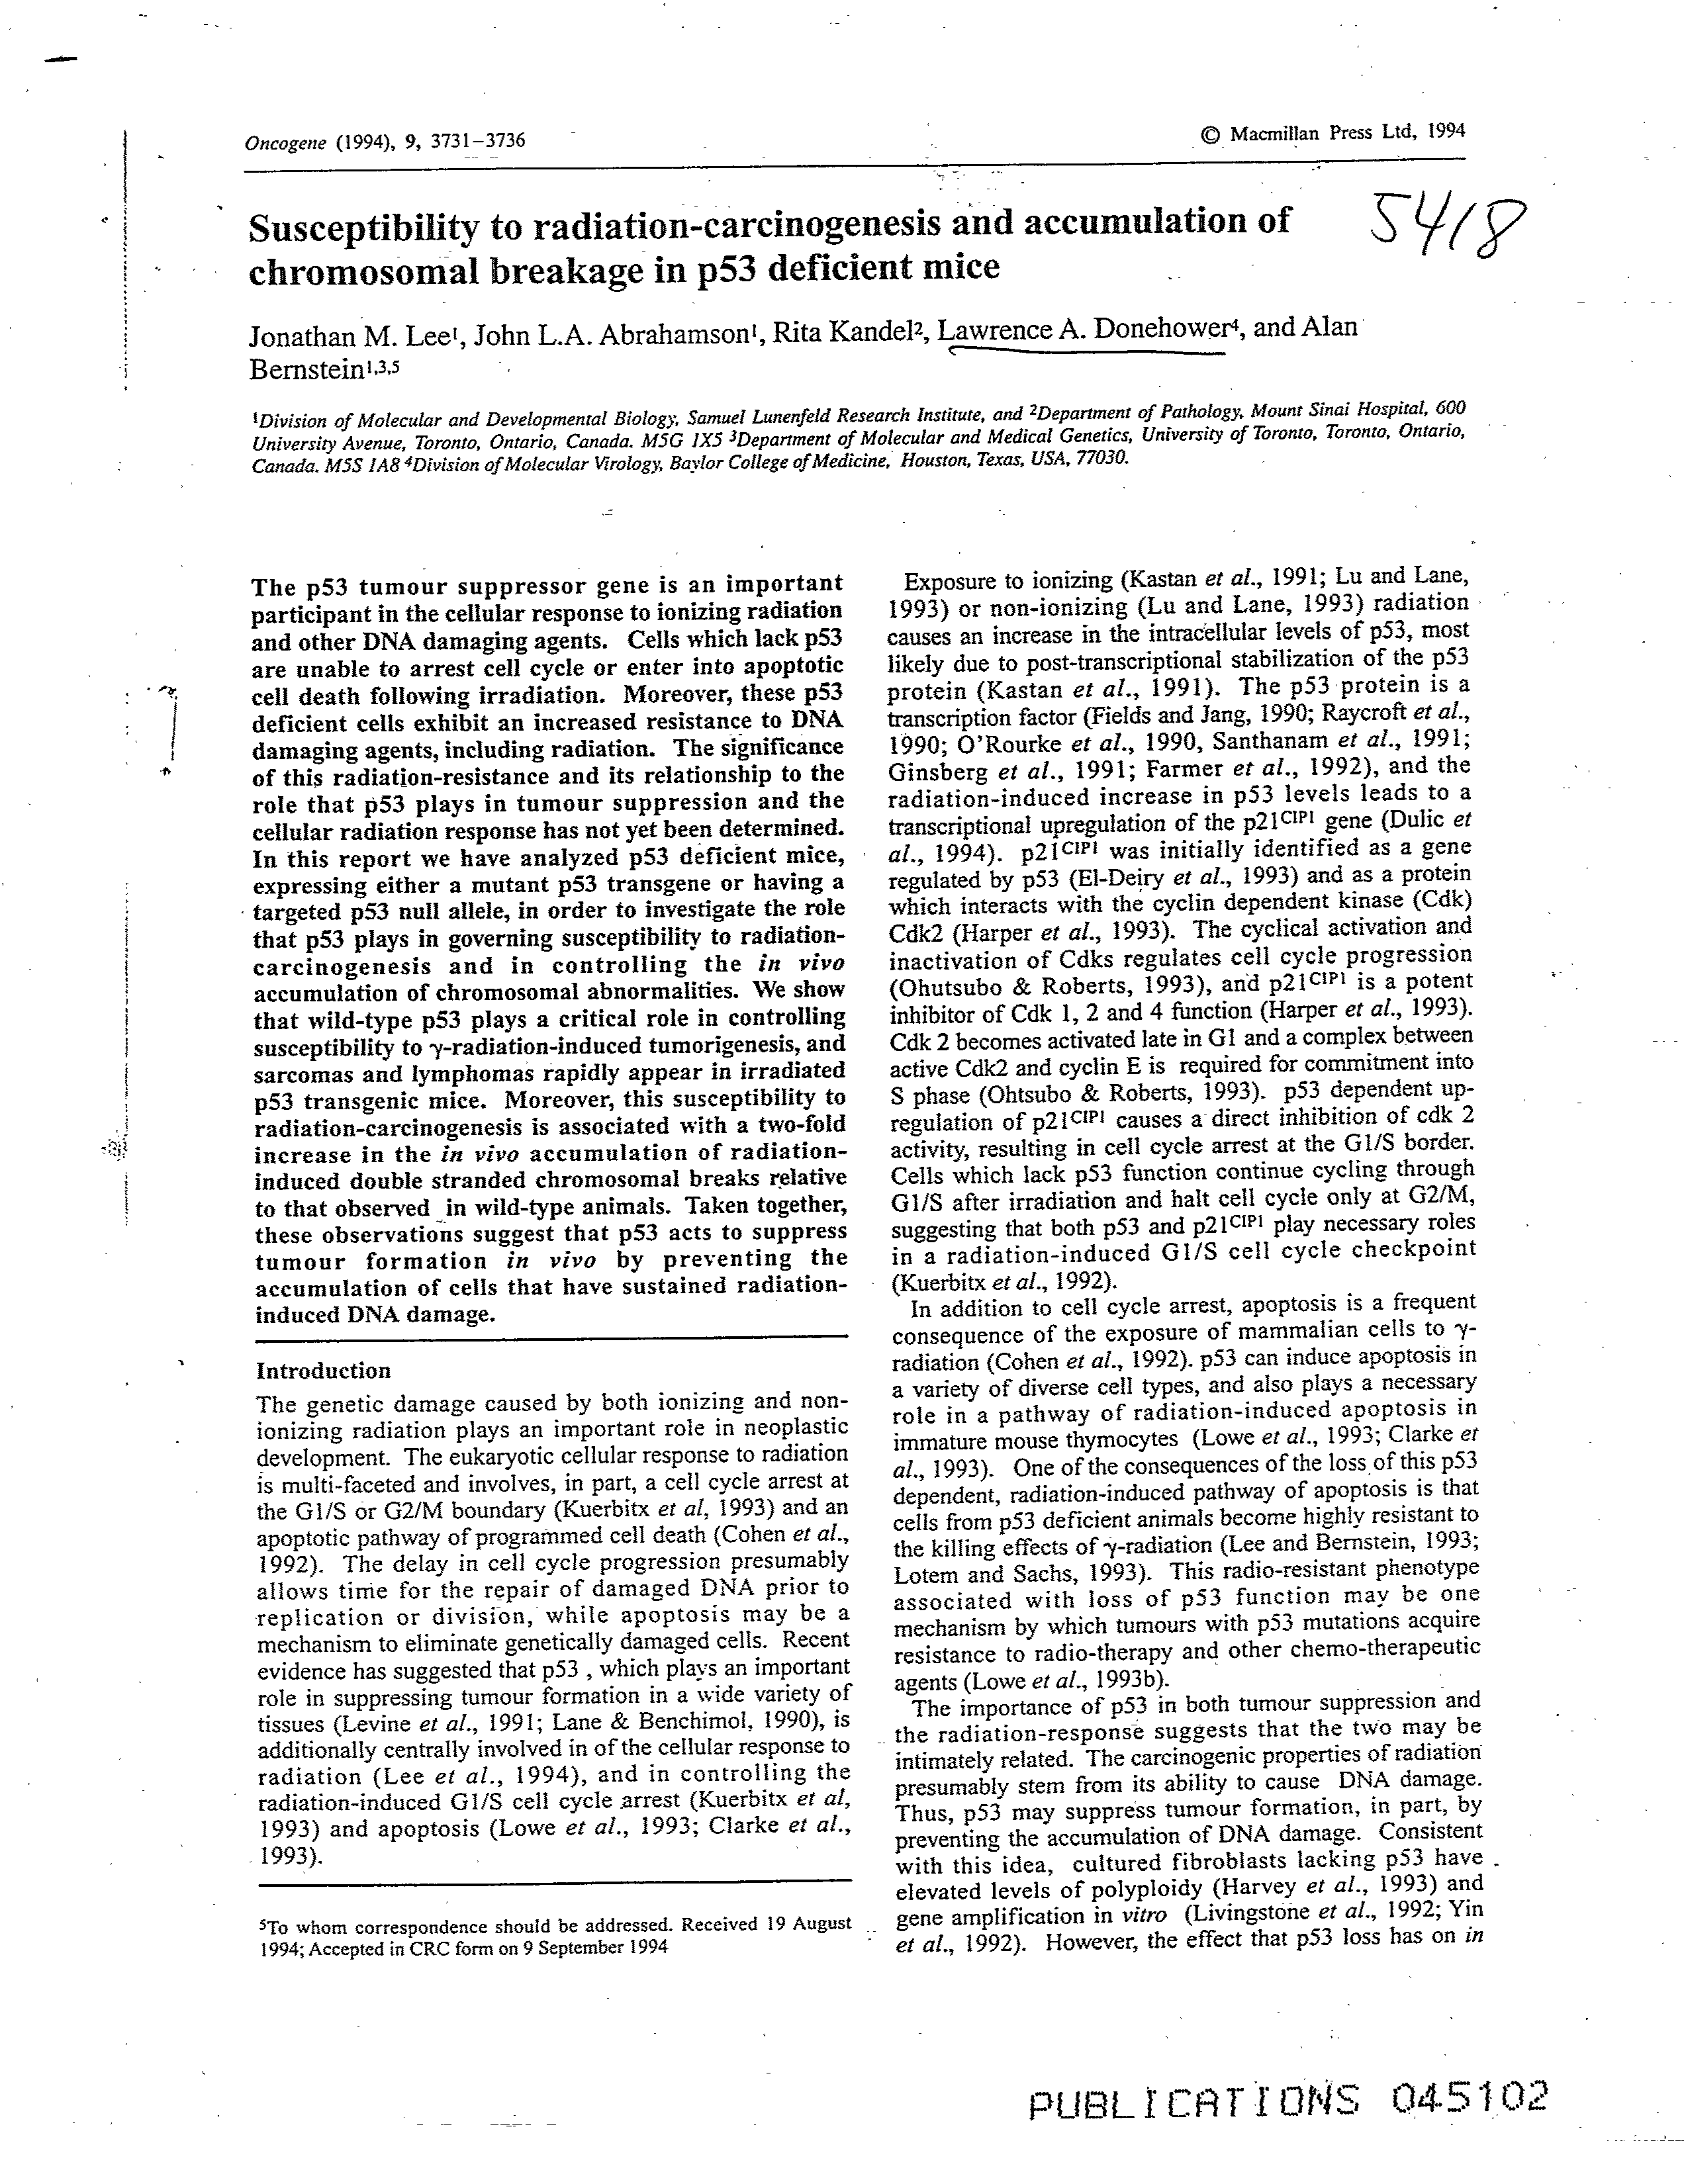 Oncogene (1994), 9, 3731–3736
© Macmillan Press Ltd, 1994
5418
Susceptibility to radiation-carcinogenesis and accumulation of
chromosomal breakage in p53 deficient mice
Jonathan M. Lee1, John L.A. Abrahamson1, Rita Kandel2, Lawrence A. Donehower4, and Alan
Bernstein1,3,5
1Division of Molecular and Developmental Biology, Samuel Lunenfeld Research Institute, and 2Department of Pathology, Mount Sinai Hospital, 600
University Avenue, Toronto, Ontario, Canada. M5G 1X5 3Department of Molecular and Medical Genetics, University of Toronto, Toronto, Ontario,
Canada. M5S 1A8 4Division of Molecular Virology, Baylor College of Medicine, Houston, Texas, USA, 77030.
The p53 tumour suppressor gene is an important
participant in the cellular response to ionizing radiation
and other DNA damaging agents. Cells which lack p53
are unable to arrest cell cycle or enter into apoptotic
cell death following irradiation. Moreover, these p53
deficient cells exhibit an increased resistance to DNA
damaging agents, including radiation. The significance
of this radiation-resistance and its relationship to the
role that p53 plays in tumour suppression and the
cellular radiation response has not yet been determined.
In this report we have analyzed p53 deficient mice,
expressing either a mutant p53 transgene or having a
targeted p53 null allele, in order to investigate the role
that p53 plays in governing susceptibility to radiation-
carcinogenesis and in controlling the in vivo
accumulation of chromosomal abnormalities. We show
that wild-type p53 plays a critical role in controlling
susceptibility to γ-radiation-induced tumorigenesis, and
sarcomas and lymphomas rapidly appear in irradiated
p53 transgenic mice. Moreover, this susceptibility to
radiation-carcinogenesis is associated with a two-fold
increase in the in vivo accumulation of radiation-
induced double stranded chromosomal breaks relative
to that observed in wild-type animals. Taken together,
these observations suggest that p53 acts to suppress
tumour formation in vivo by preventing the
accumulation of cells that have sustained radiation-
induced DNA damage.
Introduction
The genetic damage caused by both ionizing and non-
ionizing radiation plays an important role in neoplastic
development. The eukaryotic cellular response to radiation
is multi-faceted and involves, in part, a cell cycle arrest at
the G1/S or G2/M boundary (Kuerbitx et al, 1993) and an
apoptotic pathway of programmed cell death (Cohen et al.,
1992). The delay in cell cycle progression presumably
allows time for the repair of damaged DNA prior to
replication or division, while apoptosis may be a
mechanism to eliminate genetically damaged cells. Recent
evidence has suggested that p53 , which plays an important
role in suppressing tumour formation in a wide variety of
tissues (Levine et al., 1991; Lane & Benchimol, 1990), is
additionally centrally involved in of the cellular response to
radiation (Lee et al., 1994), and in controlling the
radiation-induced G1/S cell cycle arrest (Kuerbitx et al,
1993) and apoptosis (Lowe et al., 1993; Clarke et al.,
1993).
5To whom correspondence should be addressed. Received 19 August
1994; Accepted in CRC form on 9 September 1994
Exposure to ionizing (Kastan et al., 1991; Lu and Lane,
1993) or non-ionizing (Lu and Lane, 1993) radiation
causes an increase in the intracellular levels of p53, most
likely due to post-transcriptional stabilization of the p53
protein (Kastan et al., 1991). The p53 protein is a
transcription factor (Fields and Jang, 1990; Raycroft et al.,
1990; O'Rourke et al., 1990, Santhanam et al., 1991;
Ginsberg et al., 1991; Farmer et al., 1992), and the
radiation-induced increase in p53 levels leads to a
transcriptional upregulation of the p21CIP1 gene (Dulic et
al., 1994). p21CIP1 was initially identified as a gene
regulated by p53 (El-Deiry et al., 1993) and as a protein
which interacts with the cyclin dependent kinase (Cdk)
Cdk2 (Harper et al., 1993). The cyclical activation and
inactivation of Cdks regulates cell cycle progression
(Ohutsubo & Roberts, 1993), and p21CIP1 is a potent
inhibitor of Cdk 1, 2 and 4 function (Harper et al., 1993).
Cdk 2 becomes activated late in G1 and a complex between
active Cdk2 and cyclin E is required for commitment into
S phase (Ohtsubo & Roberts, 1993). p53 dependent up-
regulation of p21CIP1 causes a direct inhibition of cdk 2
activity, resulting in cell cycle arrest at the G1/S border.
Cells which lack p53 function continue cycling through
G1/S after irradiation and halt cell cycle only at G2/M,
suggesting that both p53 and p21CIP1 play necessary roles
in a radiation-induced G1/S cell cycle checkpoint
(Kuerbitx et al., 1992).
In addition to cell cycle arrest, apoptosis is a frequent
consequence of the exposure of mammalian cells to γ-
radiation (Cohen et al., 1992). p53 can induce apoptosis in
a variety of diverse cell types, and also plays a necessary
role in a pathway of radiation-induced apoptosis in
immature mouse thymocytes (Lowe et al., 1993; Clarke et
al., 1993). One of the consequences of the loss of this p53
dependent, radiation-induced pathway of apoptosis is that
cells from p53 deficient animals become highly resistant to
the killing effects of γ-radiation (Lee and Bernstein, 1993;
Lotem and Sachs, 1993). This radio-resistant phenotype
associated with loss of p53 function may be one
mechanism by which tumours with p53 mutations acquire
resistance to radio-therapy and other chemo-therapeutic
agents (Lowe et al., 1993b).
The importance of p53 in both tumour suppression and
the radiation-response suggests that the two may be
intimately related. The carcinogenic properties of radiation
presumably stem from its ability to cause DNA damage.
Thus, p53 may suppress tumour formation, in part, by
preventing the accumulation of DNA damage. Consistent
with this idea, cultured fibroblasts lacking p53 have
elevated levels of polyploidy (Harvey et al., 1993) and
gene amplification in vitro (Livingstone et al., 1992; Yin
et al., 1992). However, the effect that p53 loss has on in
PUBLICATIONS 045102